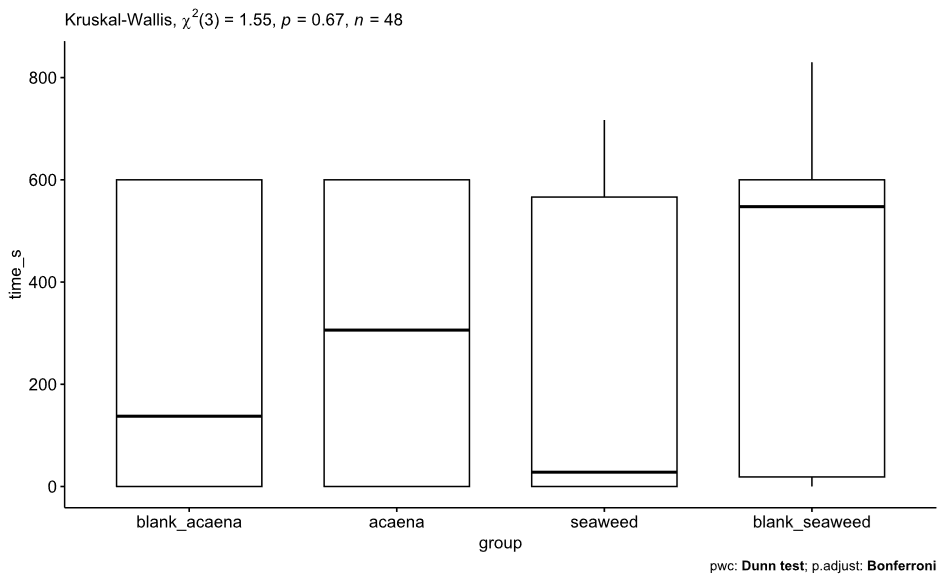 Kruskal-Wallis, χ²(3) = 1.55, p = 0.67, n = 48
800
600
400
200
0
time_s
blank_acaena acaena seaweed blank_seaweed
group
pwc: Dunn test; p.adjust: Bonferroni